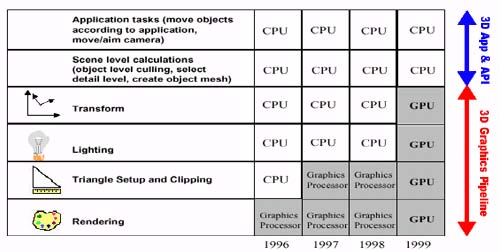 Application tasks (move objects
according to application,
move/aim camera)
CPU CPU CPU CPU
Scene level calculations
(object level culling, select
detail level, create object mesh)
CPU CPU CPU CPU
Transform
CPU CPU CPU GPU
Lighting
CPU CPU CPU GPU
Triangle Setup and Clipping
CPU Graphics Processor Graphics Processor GPU
Rendering
Graphics Processor Graphics Processor Graphics Processor GPU
1996 1997 1998 1999
3D App & API
3D Graphics Pipeline